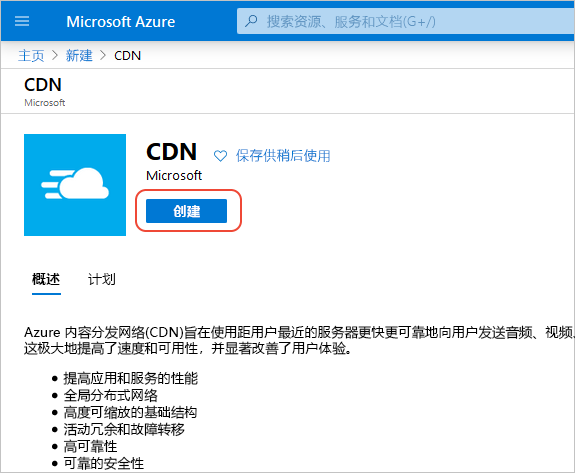 Microsoft Azure
搜索资源、服务和文档(G+/)
主页 > 新建 > CDN
CDN
Microsoft
CDN
保存供稍后使用
Microsoft
创建
概述 计划
Azure 内容分发网络(CDN)旨在使用距用户最近的服务器更快更可靠地向用户发送音频、视频、
这极大地提高了速度和可用性，并显著改善了用户体验。
• 提高应用和服务的性能
• 全局分布式网络
• 高度可缩放的基础结构
• 活动冗余和故障转移
• 高可靠性
• 可靠的安全性